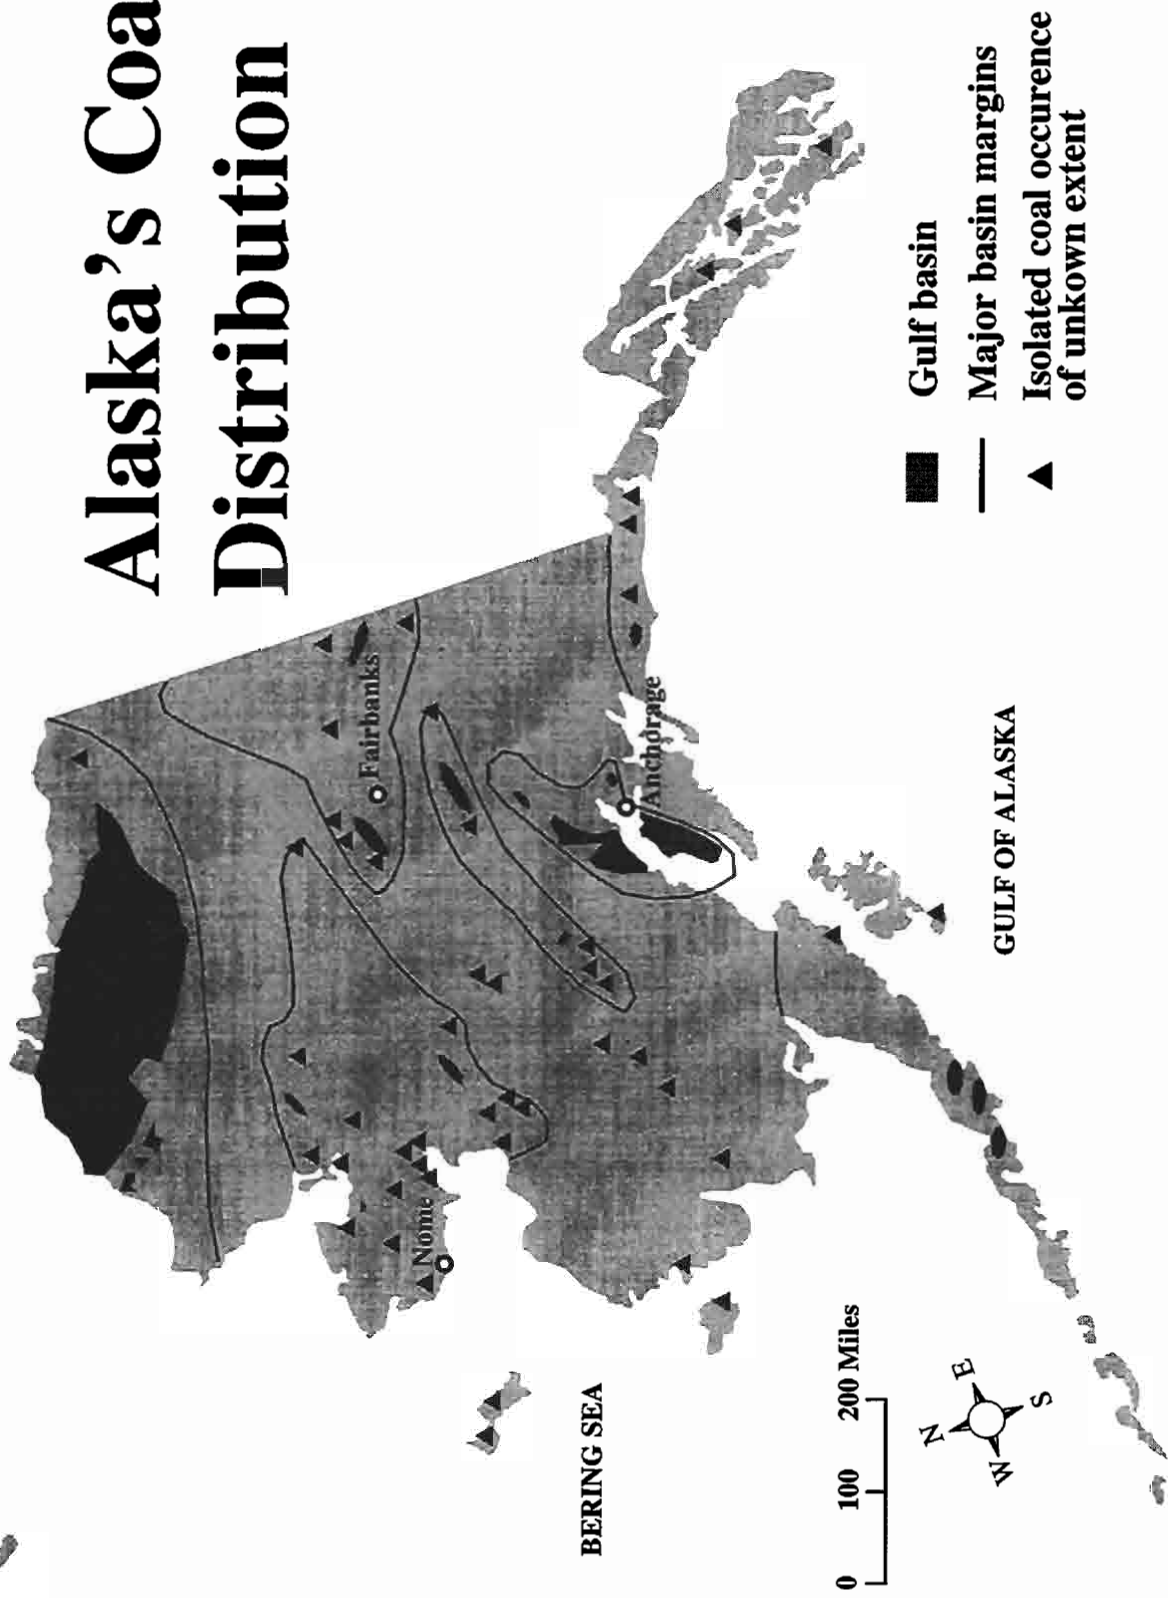 Alaska's Coa
Distribution
Fairbanks
Anchorage
Nome
GULF OF ALASKA
BERING SEA
Gulf basin
Major basin margins
Isolated coal occurence
of unkown extent
0 100 200 Miles
N
E
S
W